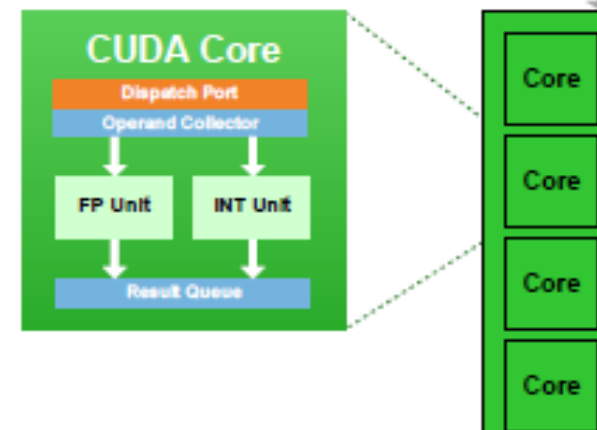 CUDA Core
Dispatch Port
Operand Collector
FP Unit
INT Unit
Result Queue
Core
Core
Core
Core